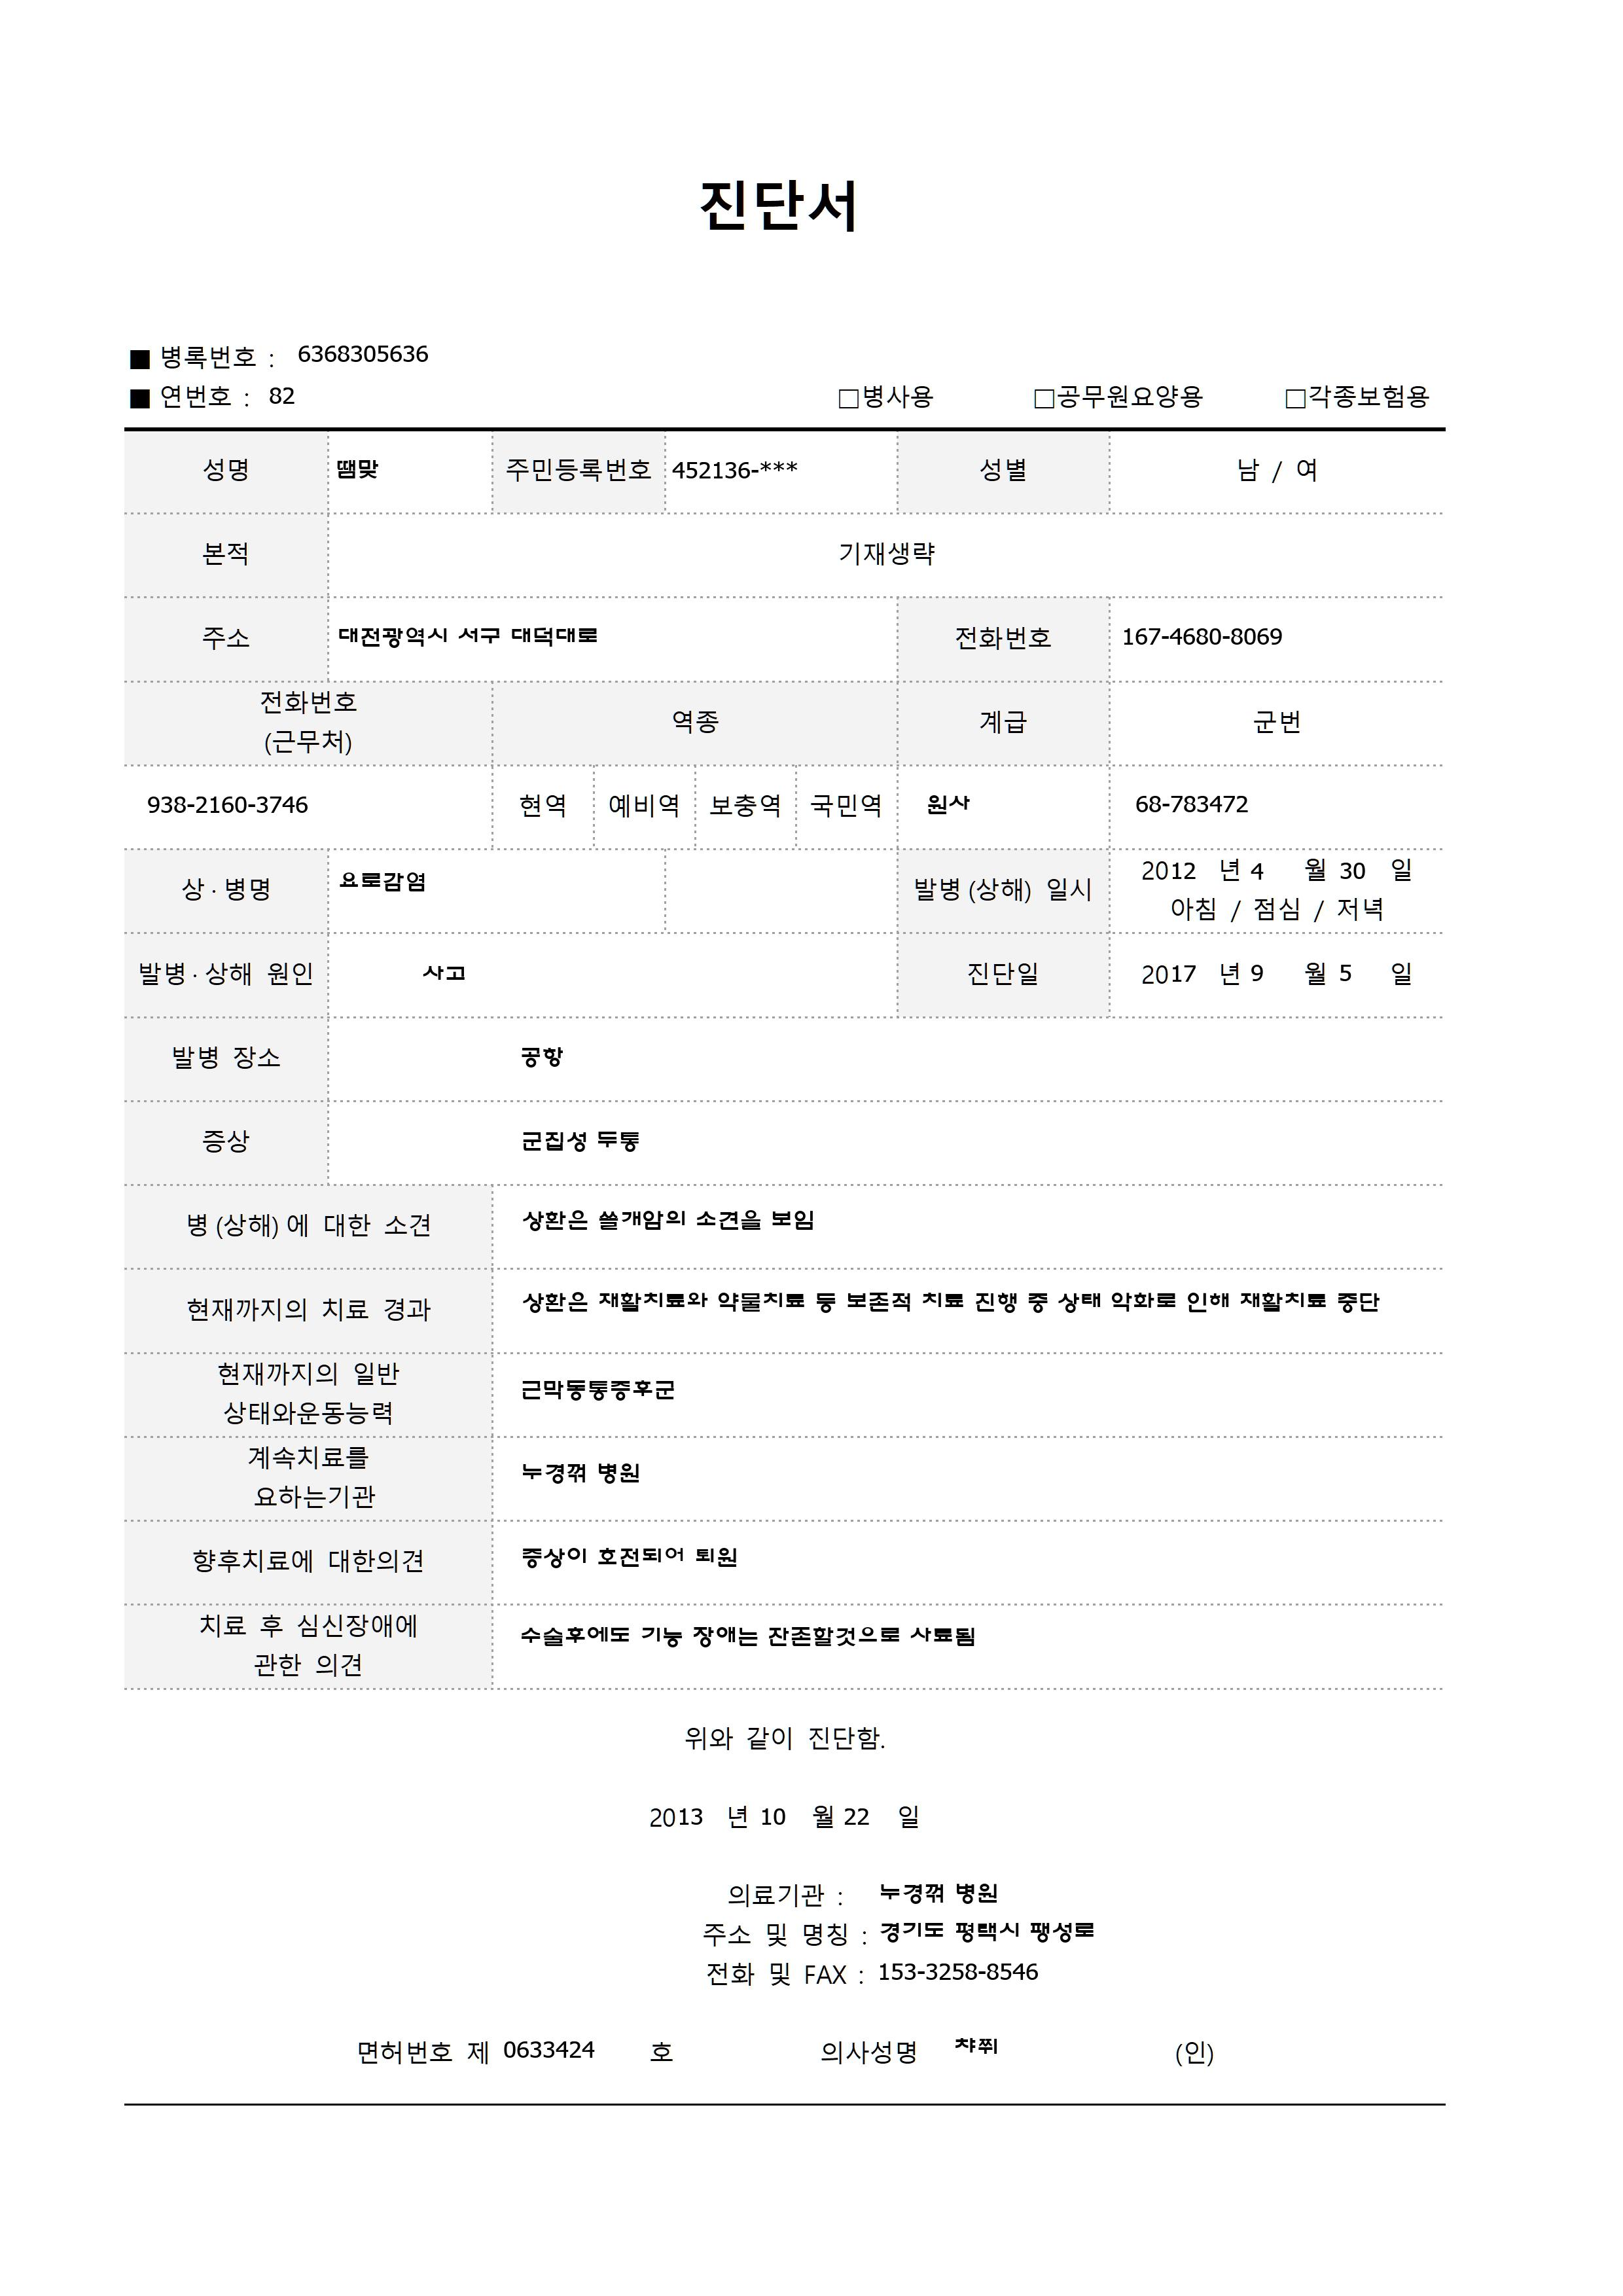 진단서
■ 병록번호 : 6368305636
■ 연번호 : 82 □병사용 □공무원요양용 □각종보험용
성명 땜맞 주민등록번호 452136-*** 성별 남 / 여
본적 기재생략
주소 대전광역시 서구 대덕대로 전화번호 167-4680-8069
전화번호
(근무처) 역종 계급 군번
938-2160-3746 현역 예비역 보충역 국민역 원사 68-783472
상·병명 요로감염 발병(상해) 일시 2012 년 4 월 30 일
아침 / 점심 / 저녁
발병·상해 원인 사고 진단일 2017 년 9 월 5 일
발병 장소 공항
증상 군집성 두통
병(상해)에 대한 소견 상환은 쓸개암의 소견을 보임
현재까지의 치료 경과 상환은 재활치료와 약물치료 등 보존적 치료 진행 중 상태 악화로 인해 재활치료 중단
현재까지의 일반
상태와운동능력 근막동통증후군
계속치료를
요하는기관 누경꺾 병원
향후치료에 대한의견 증상이 호전되어 퇴원
치료 후 심신장애에
관한 의견 수술후에도 기능 장애는 잔존할것으로 사료됨
위와 같이 진단함.
2013 년 10 월 22 일
의료기관 : 누경꺾 병원
주소 및 명칭 : 경기도 평택시 팽성로
전화 및 FAX : 153-3258-8546
면허번호 제 0633424 호 의사성명 챠쮜 (인)